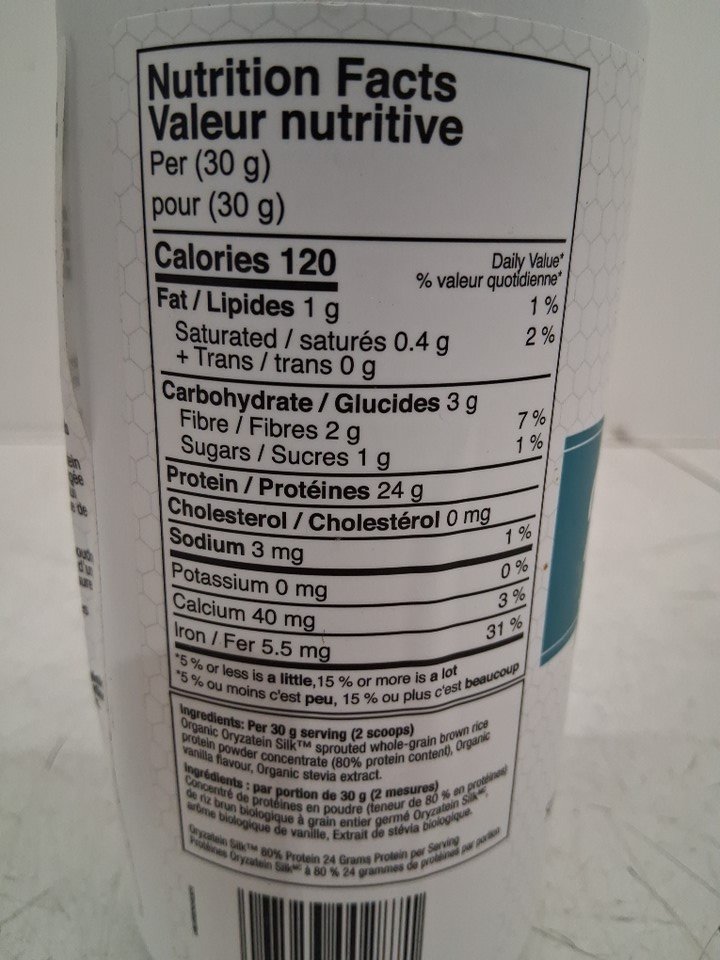 Nutrition Facts
Valeur nutritive
Per (30 g)
pour (30 g)
Calories 120
Daily Value*
% valeur quotidienne*
Fat / Lipides 1 g 1 %
Saturated / saturés 0.4 g 2 %
+ Trans / trans 0 g
Carbohydrate / Glucides 3 g
Fibre / Fibres 2 g 7 %
Sugars / Sucres 1 g 1 %
Protein / Protéines 24 g
Cholesterol / Cholestérol 0 mg
Sodium 3 mg 1 %
Potassium 0 mg 0 %
Calcium 40 mg 3 %
Iron / Fer 5.5 mg 31 %
*5 % or less is a little,15 % or more is a lot
*5 % ou moins c'est peu, 15 % ou plus c'est beaucoup
Ingredients: Per 30 g serving (2 scoops)
Organic Oryzatein Silk™ sprouted whole-grain brown rice
protein powder concentrate (80% protein content), Organic
vanilla flavour, Organic stevia extract.
Ingrédients : par portion de 30 g (2 mesures)
Concentré de protéines en poudre (teneur de 80 % en protéines)
de riz brun biologique à grain entier germé Oryzatein Silk MC,
arôme biologique de vanille, Extrait de stévia biologique.
Oryzatein Silk™ 80% Protein 24 Grams Protein per Serving
Protéines Oryzatein Silk MC à 80 % 24 grammes de protéines par portion